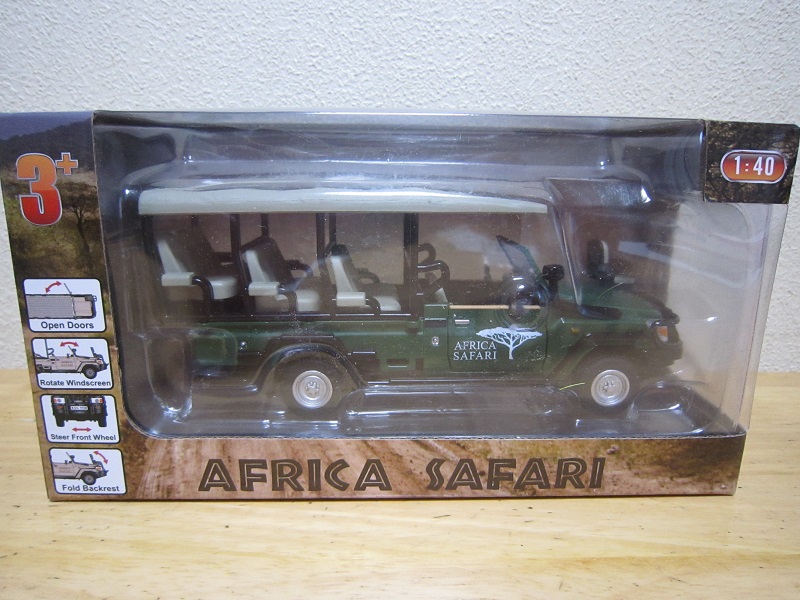 3+
1:40
Open Doors
Rotate Windscreen
Steer Front Wheel
Fold Backrest
AFRICA
SAFARI
AFRICA SAFARI